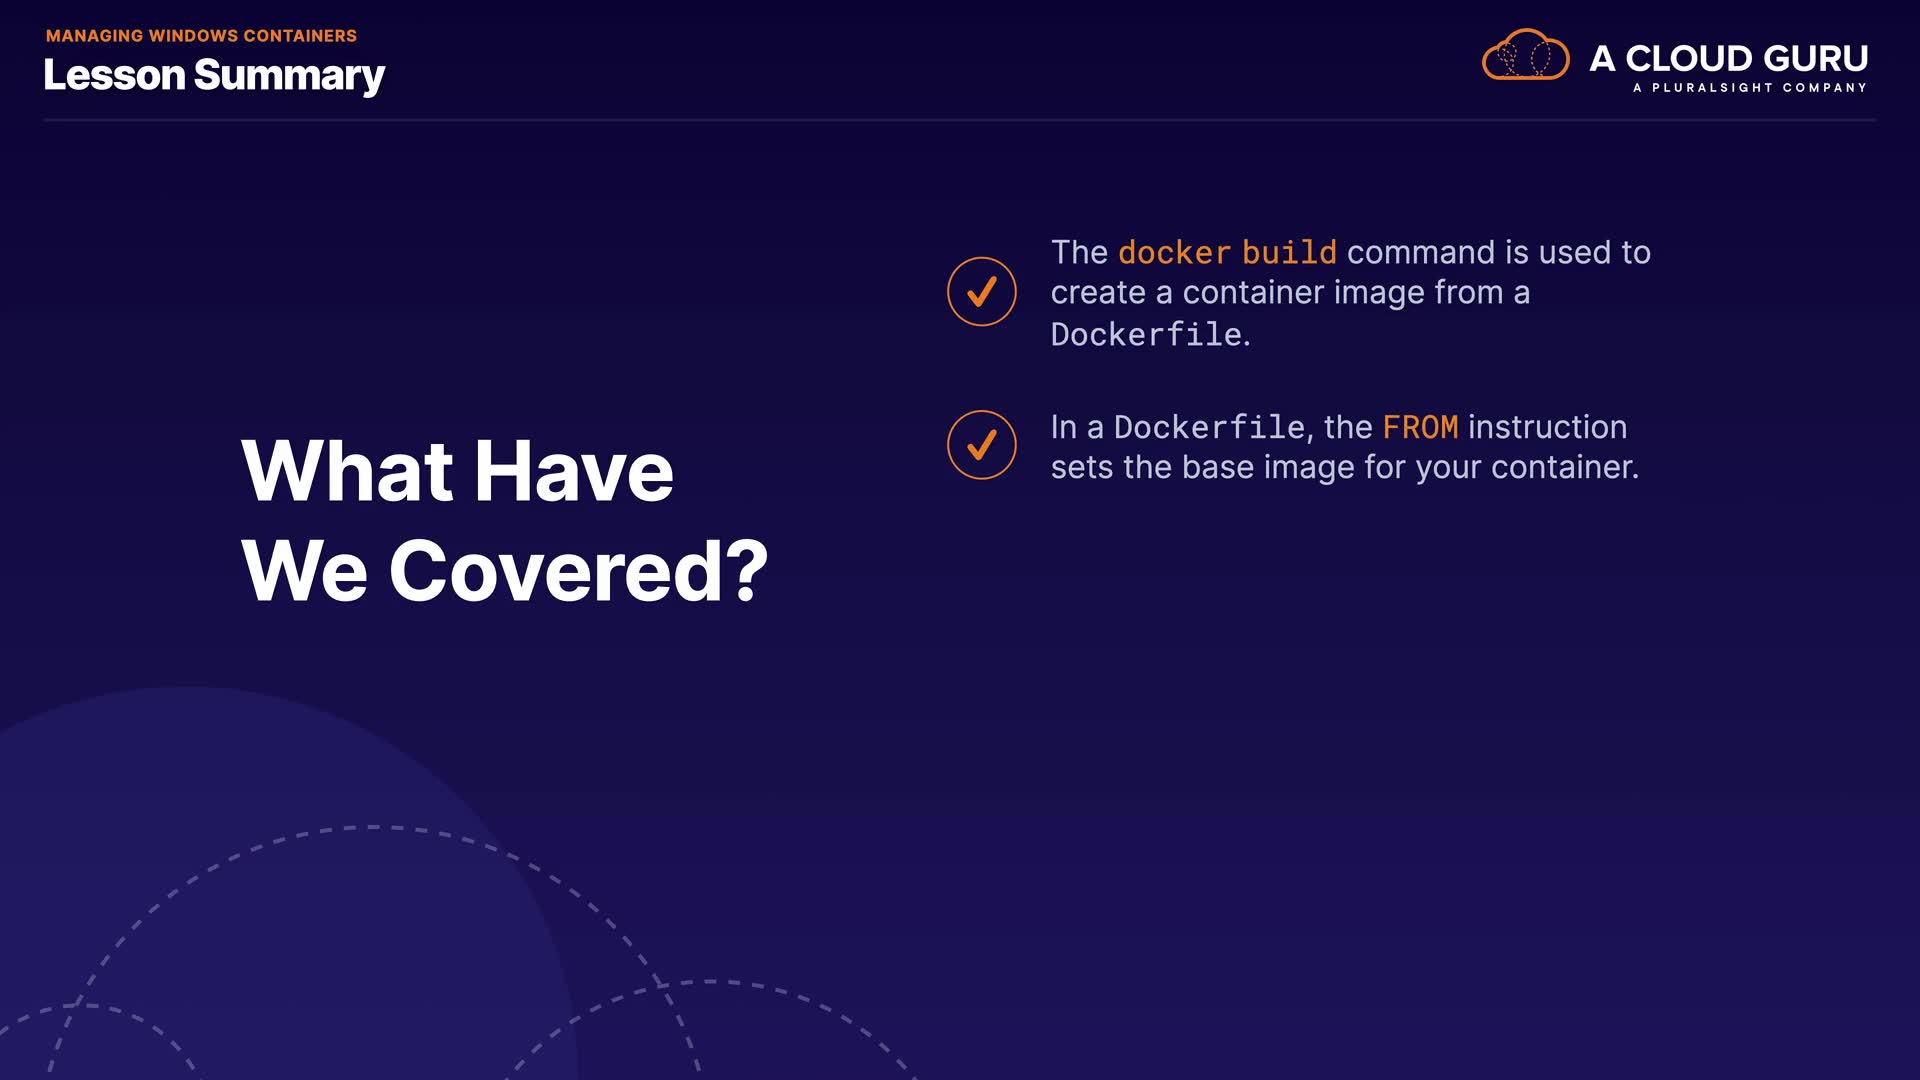 MANAGING WINDOWS CONTAINERS
Lesson Summary
A CLOUD GURU
A PLURALSIGHT COMPANY
What Have
We Covered?
The docker build command is used to
create a container image from a
Dockerfile.
In a Dockerfile, the FROM instruction
sets the base image for your container.